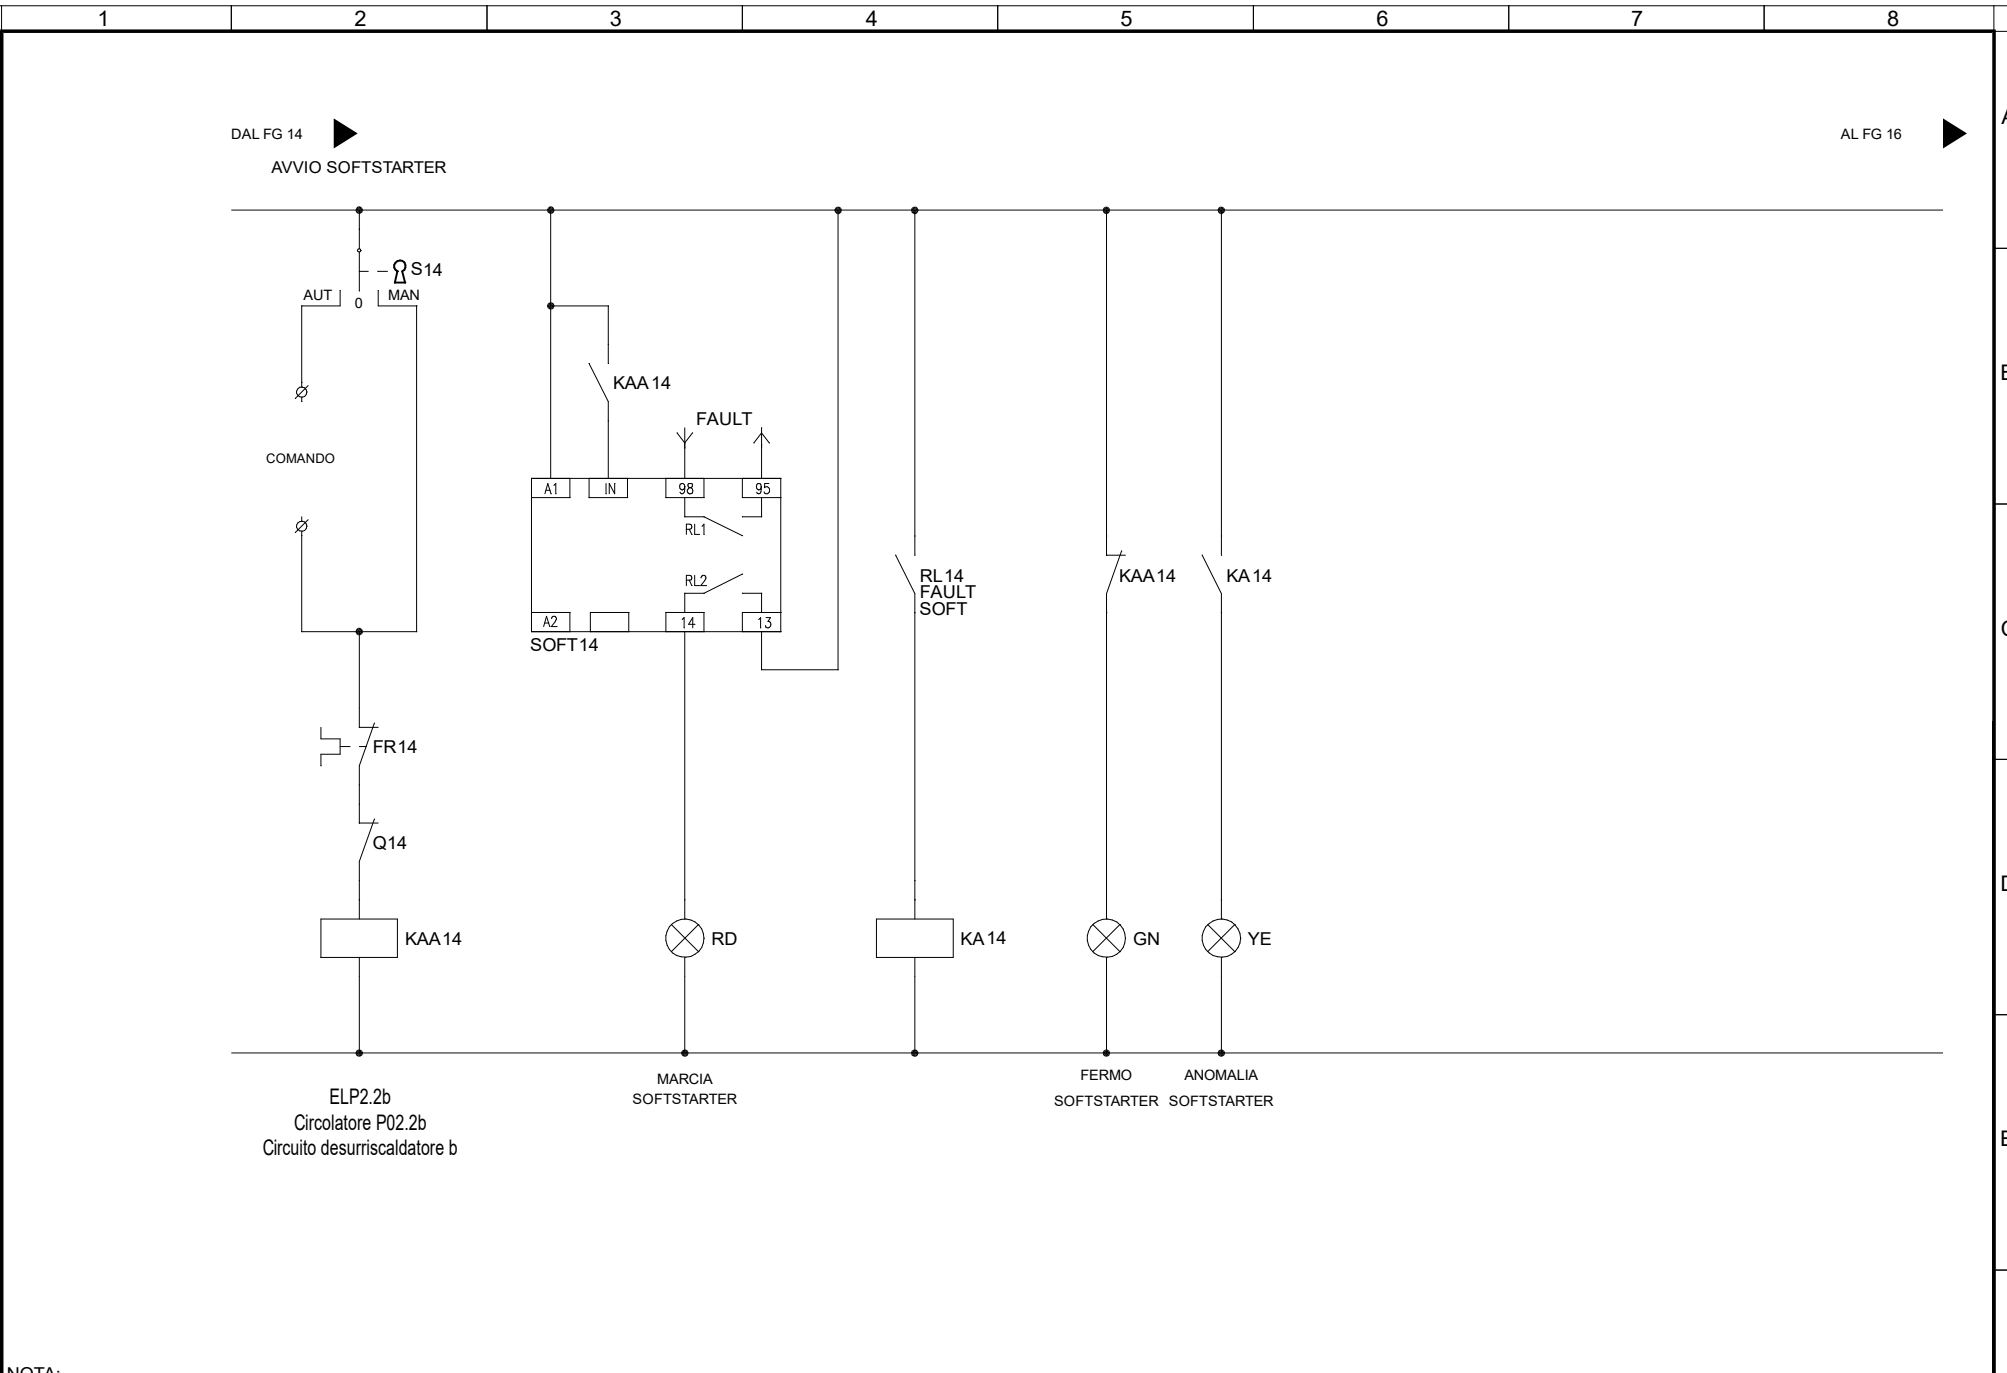 1 2 3 4 5 6 7 8
DAL FG 14
AL FG 16
AVVIO SOFTSTARTER
S14
AUT 0 MAN
KAA14
FAULT
COMANDO
A1 IN 98 95
RL1
RL2
A2 14 13
SOFT14
RL14
FAULT
SOFT
KAA14
KA14
FR14
Q14
KAA14
RD
KA14
GN
YE
MARCIA
SOFTSTARTER
FERMO
SOFTSTARTER
ANOMALIA
SOFTSTARTER
ELP2.2b
Circolatore P02.2b
Circuito desurriscaldatore b
NOTA: